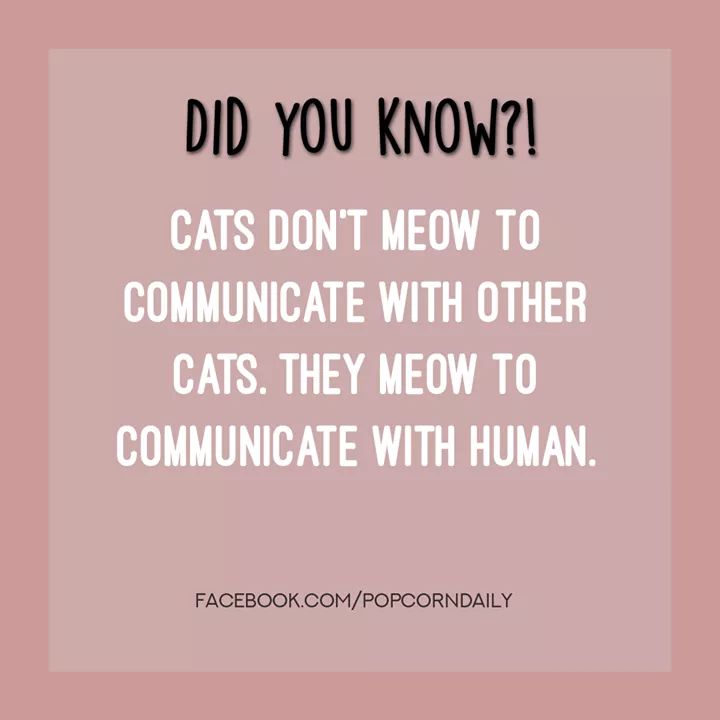 DID YOU KNOW?!
CATS DON'T MEOW TO
COMMUNICATE WITH OTHER
CATS. THEY MEOW TO
COMMUNICATE WITH HUMAN.
FACEBOOK.COM/POPCORNDAILY